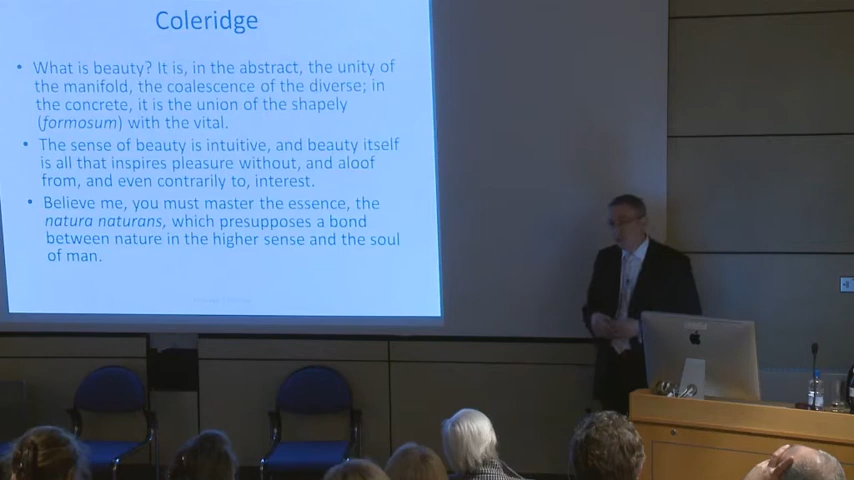 Coleridge
• What is beauty? It is, in the abstract, the unity of
the manifold, the coalescence of the diverse; in
the concrete, it is the union of the shapely
(formosum) with the vital.
• The sense of beauty is intuitive, and beauty itself
is all that inspires pleasure without, and aloof
from, and even contrarily to, interest.
• Believe me, you must master the essence, the
natura naturans, which presupposes a bond
between nature in the higher sense and the soul
of man.